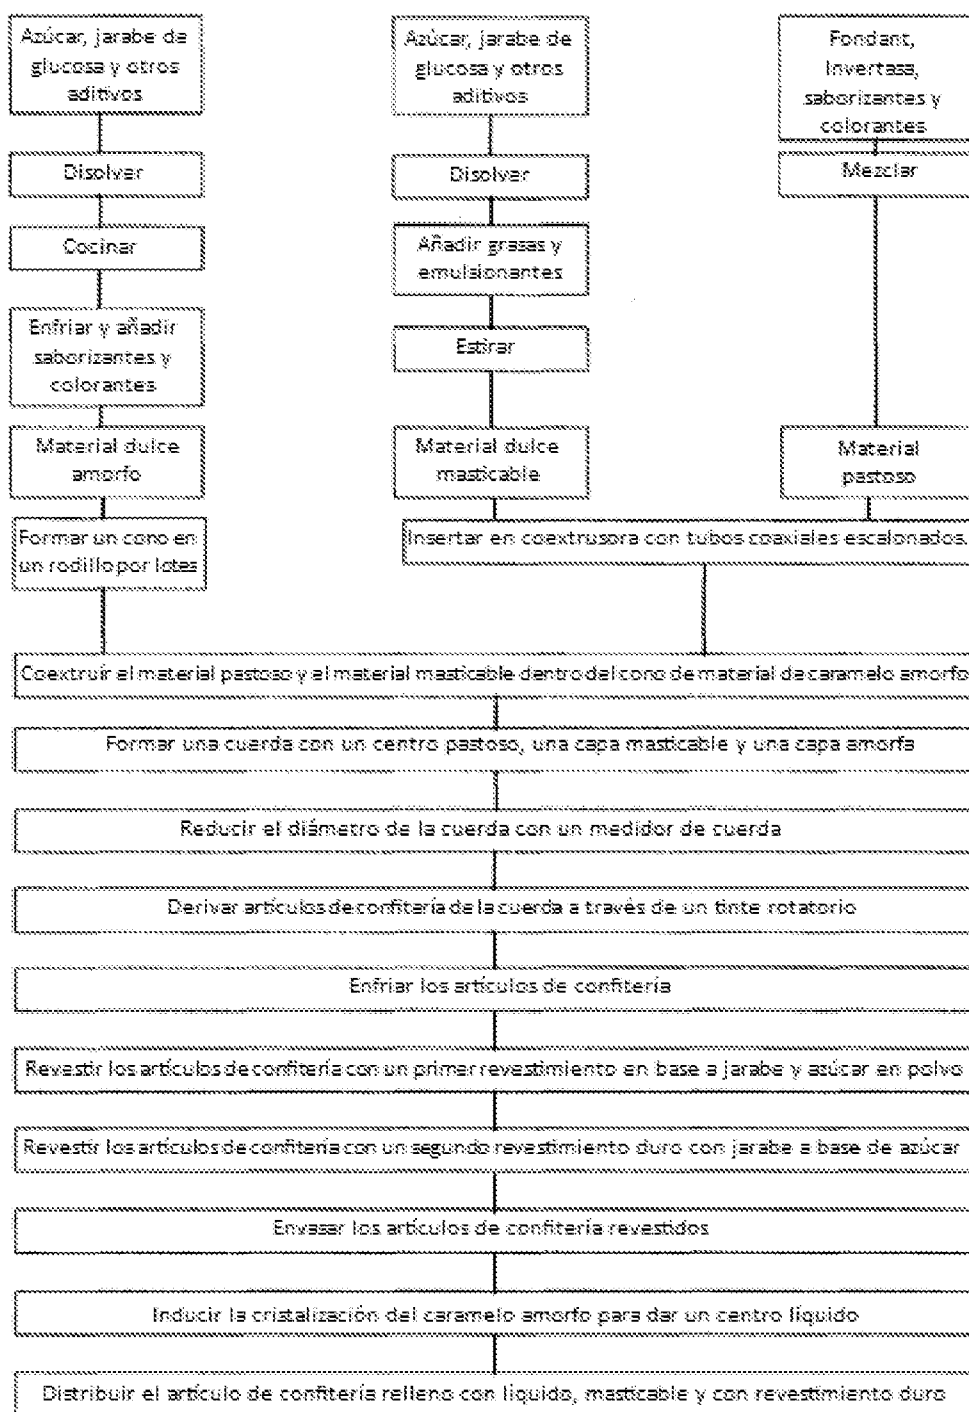 Azúcar, jarabe de
glucosa y otros
aditivos
Disolver
Cocinar
Enfriar y añadir
saborizantes y
colorantes
Material dulce
amorfo
Formar un cono en
un rodillo por lotes
Azúcar, jarabe de
glucosa y otros
aditivos
Disolver
Añadir grasas y
emulsionantes
Estirar
Material dulce
masticable
Fondant,
Invertasa,
saborizantes y
colorantes
Mezclar
Material
pastoso
Insertar en coextrusora con tubos coaxiales escalonados.
Coextruir el material pastoso y el material masticable dentro del cono de material de caramelo amorfo
Formar una cuerda con un centro pastoso, una capa masticable y una capa amorfa
Reducir el diámetro de la cuerda con un medidor de cuerda
Derivar artículos de confitería de la cuerda a través de un tinte rotatorio
Enfriar los artículos de confitería
Revestir los artículos de confitería con un primer revestimiento en base a jarabe y azúcar en polvo
Revestir los artículos de confitería con un segundo revestimiento duro con jarabe a base de azúcar
Envasar los artículos de confitería revestidos
Inducir la cristalización del caramelo amorfo para dar un centro líquido
Distribuir el artículo de confitería relleno con líquido, masticable y con revestimiento duro